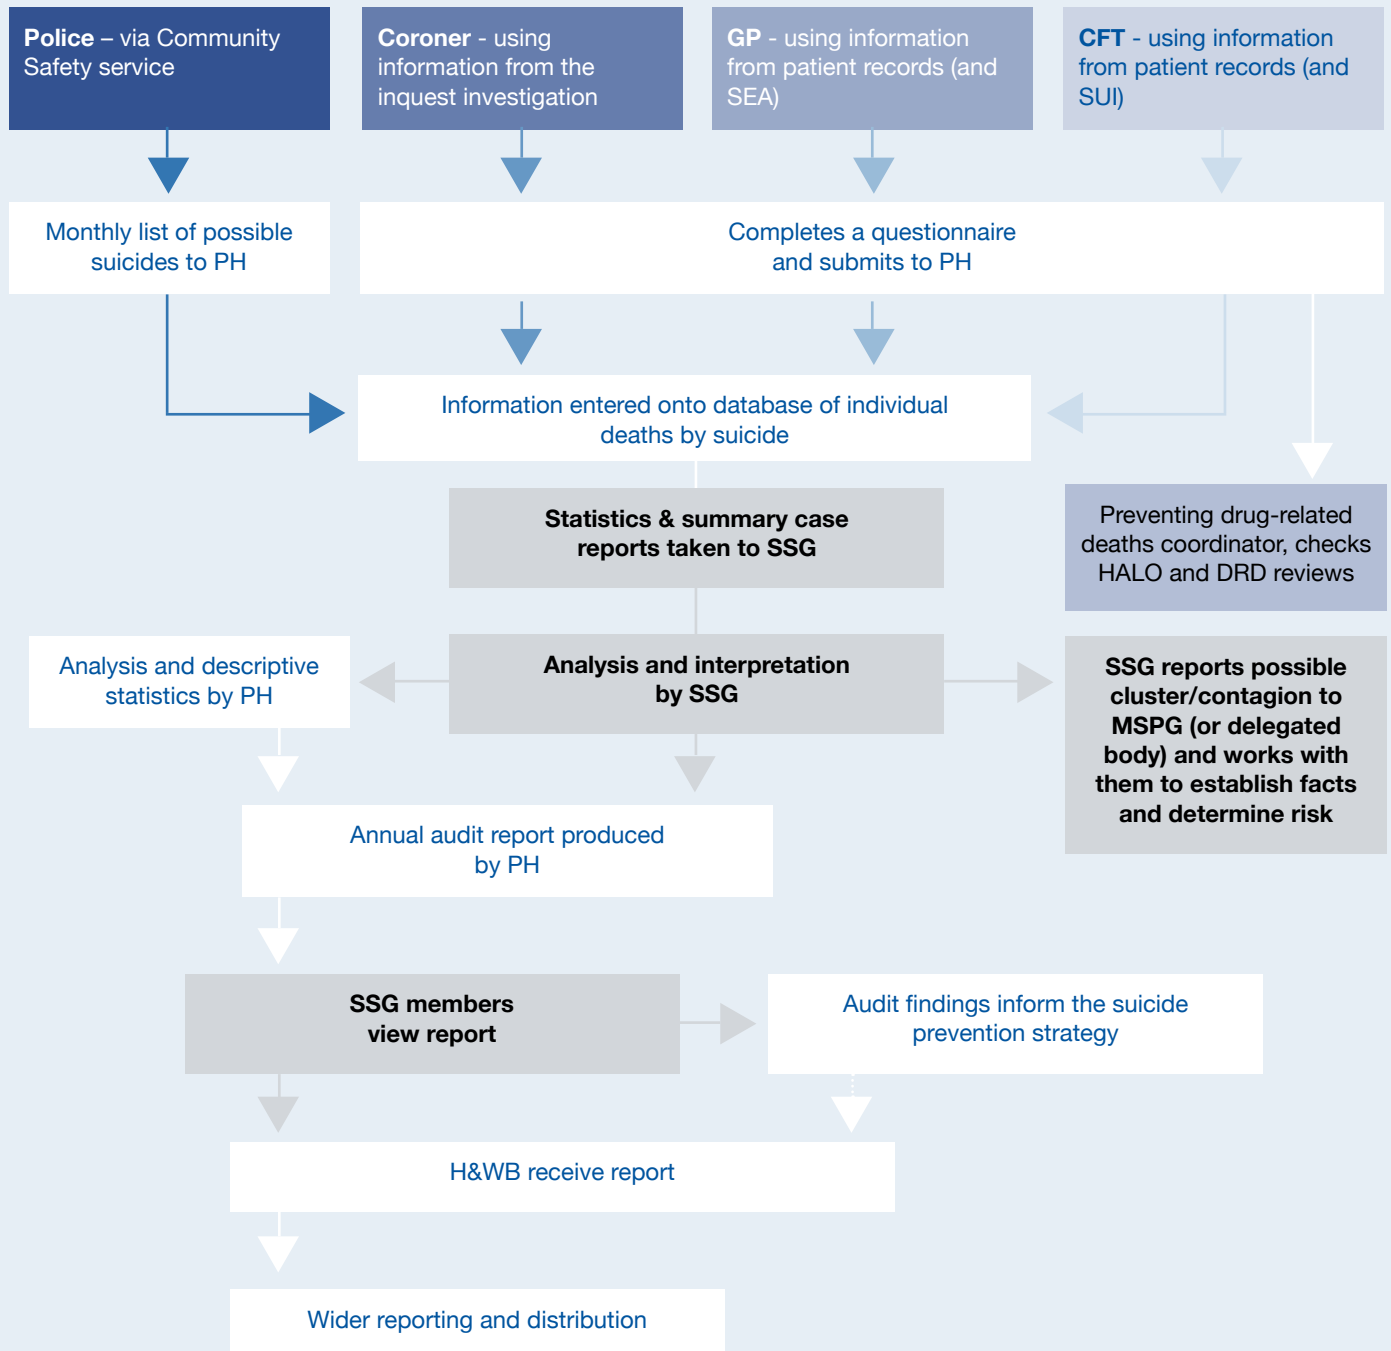 Police – via Community
Safety service
Coroner - using
information from the
inquest investigation
GP - using information
from patient records (and
SEA)
CFT - using information
from patient records (and
SUI)
Monthly list of possible
suicides to PH
Completes a questionnaire
and submits to PH
Information entered onto database of individual
deaths by suicide
Statistics & summary case
reports taken to SSG
Preventing drug-related
deaths coordinator, checks
HALO and DRD reviews
Analysis and descriptive
statistics by PH
Analysis and interpretation
by SSG
SSG reports possible
cluster/contagion to
MSPG (or delegated
body) and works with
them to establish facts
and determine risk
Annual audit report produced
by PH
SSG members
view report
Audit findings inform the suicide
prevention strategy
H&WB receive report
Wider reporting and distribution